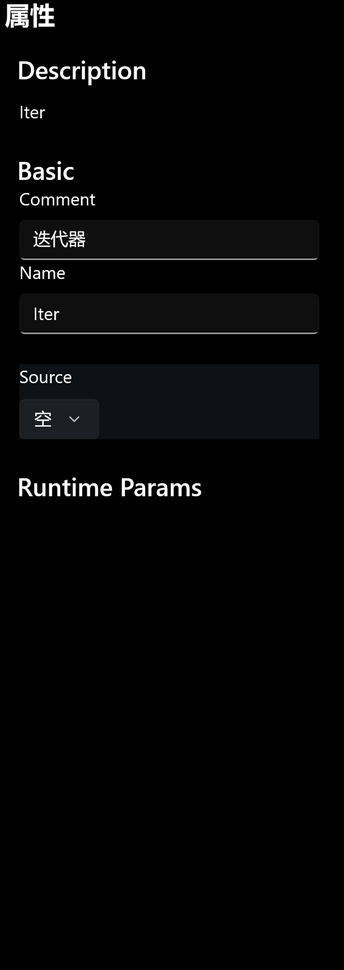 属性
Description
Iter
Basic
Comment
迭代器
Name
Iter
Source
空
Runtime Params